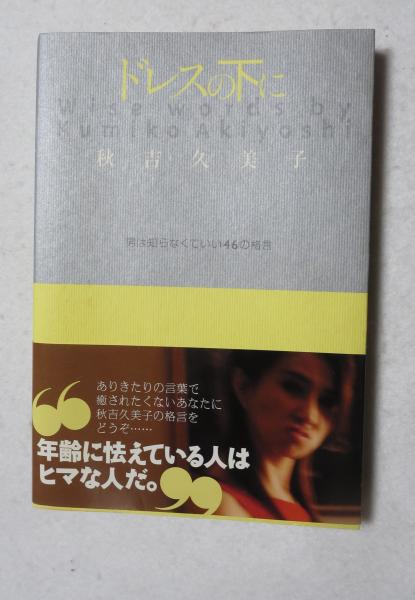 ドレスの下に
Wise words by
Kumiko Akiyoshi
秋吉久美子
男は知らなくていい46の格言
ありきたりの言葉で
癒されたくないあなたに
秋吉久美子の格言を
どうぞ……
“年齢に怯えている人は
ヒマな人だ。”